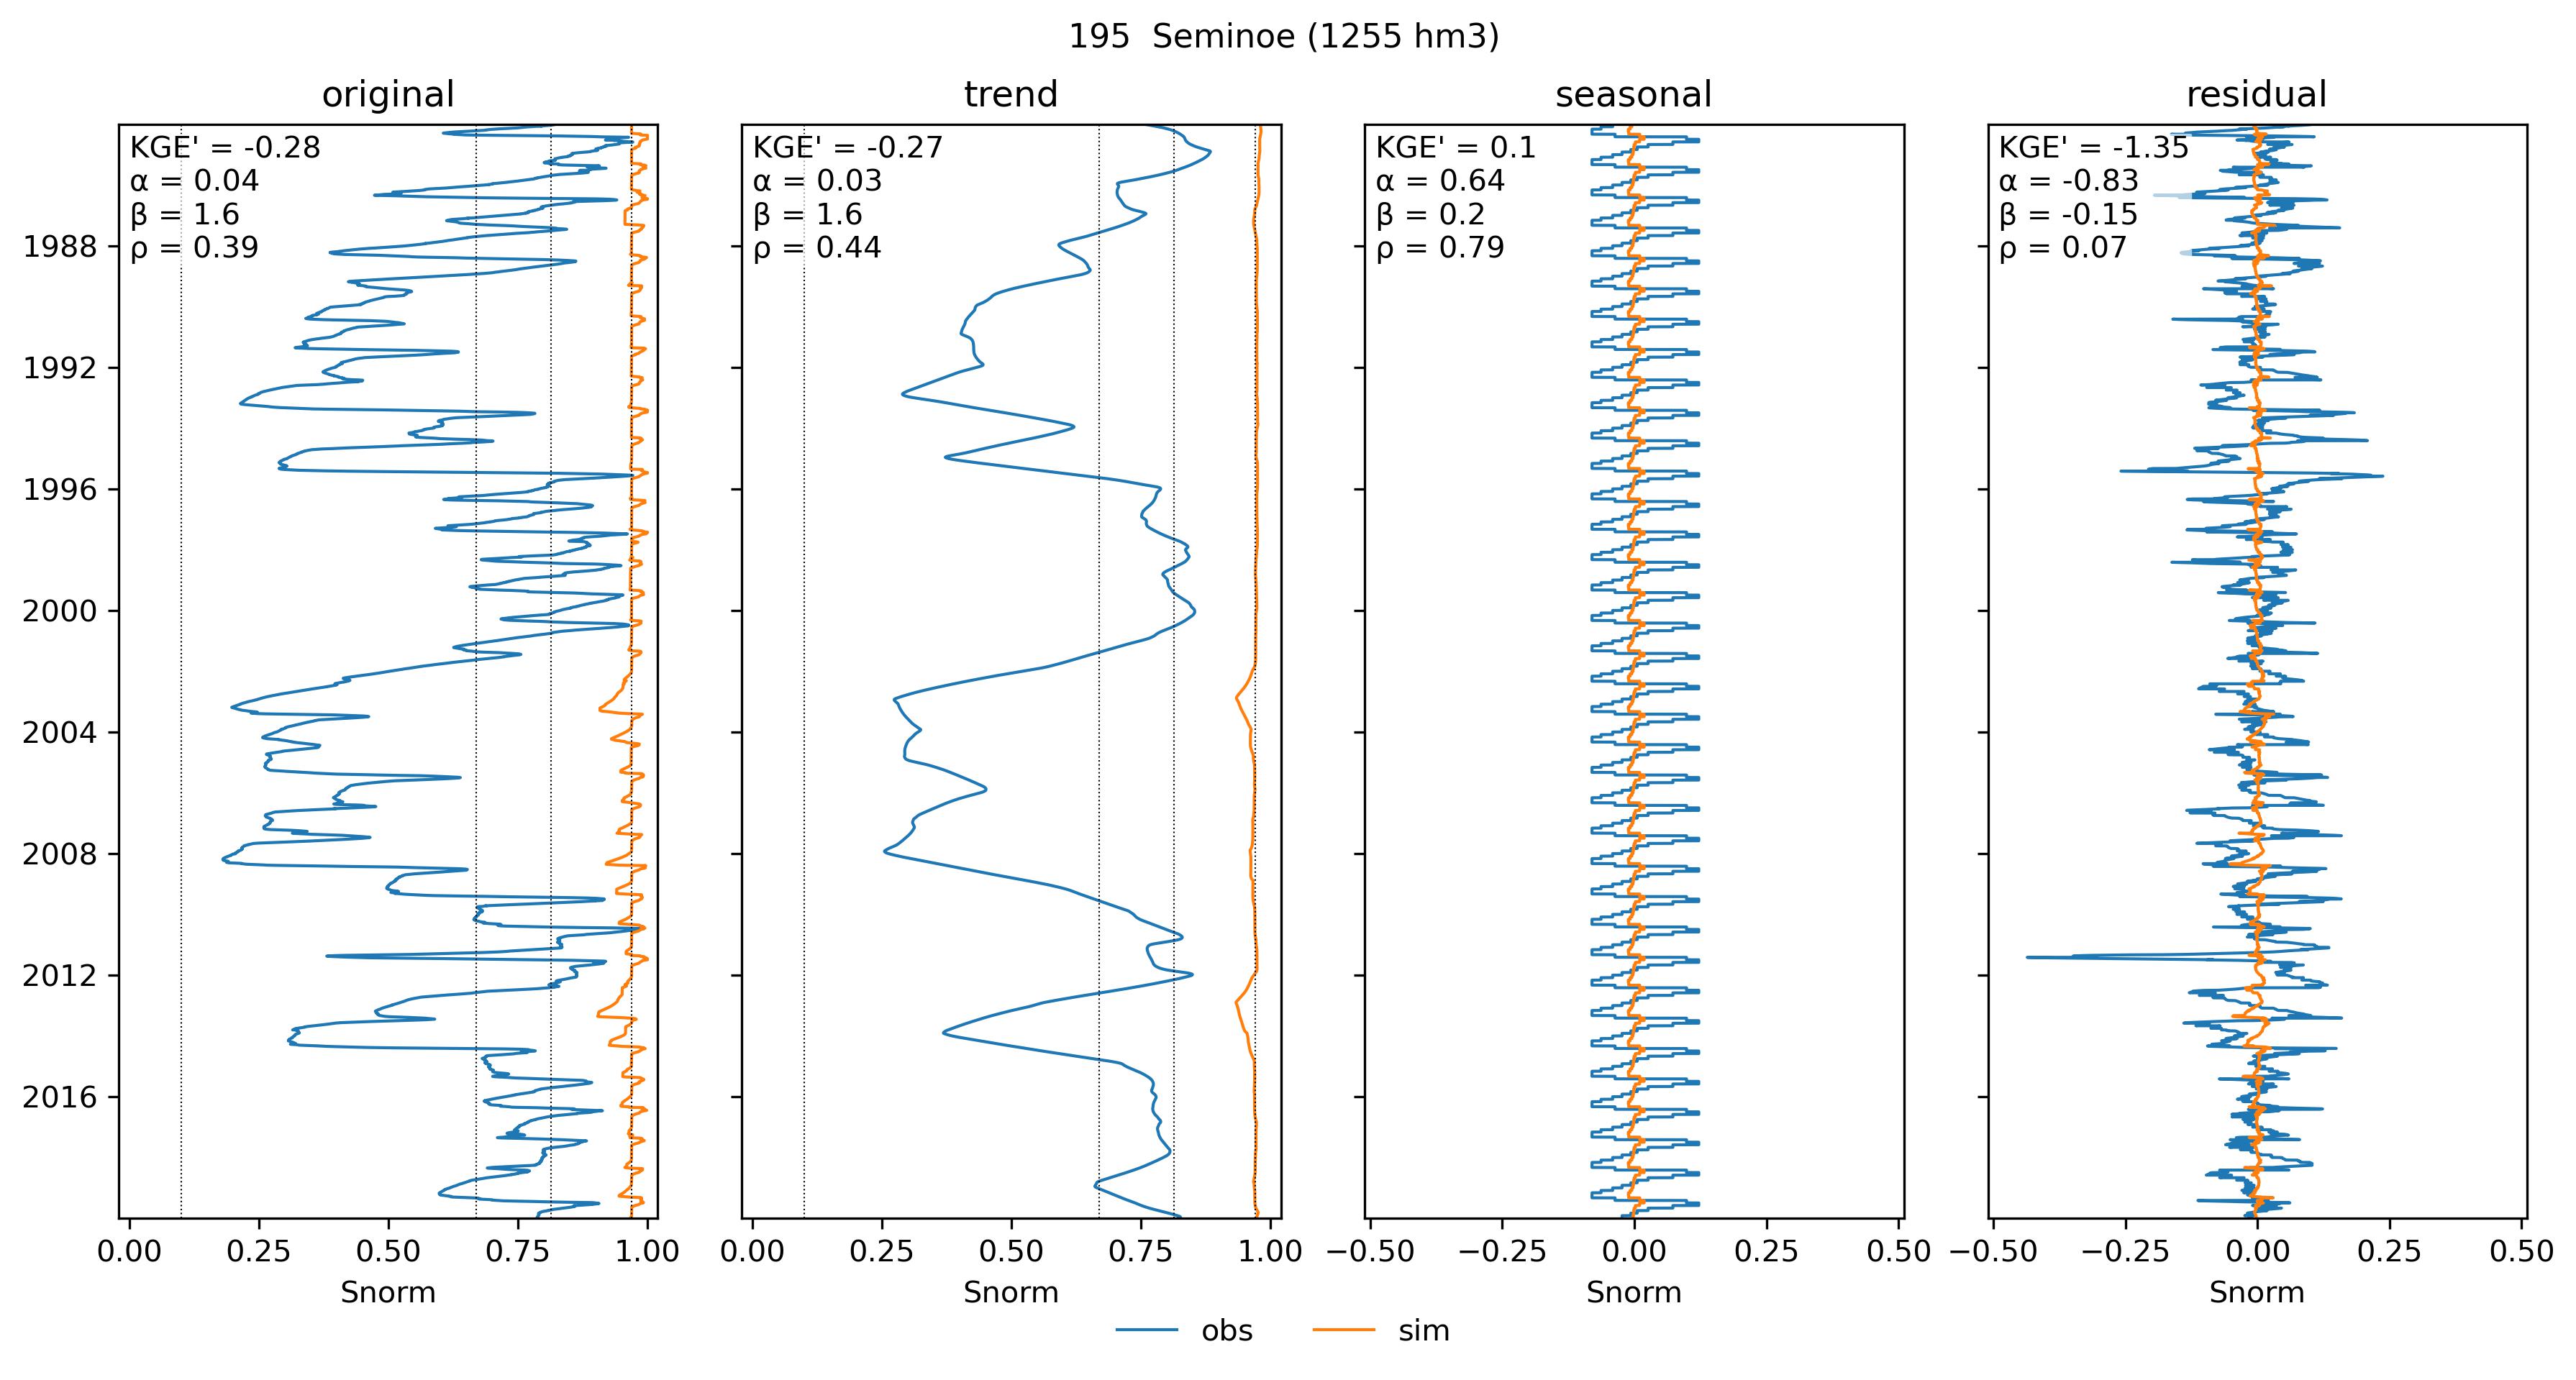 195  Seminoe (1255 hm3)
original
trend
seasonal
residual
KGE' = -0.28
α = 0.04
β = 1.6
ρ = 0.39
KGE' = -0.27
α = 0.03
β = 1.6
ρ = 0.44
KGE' = 0.1
α = 0.64
β = 0.2
ρ = 0.79
KGE' = -1.35
α = -0.83
β = -0.15
ρ = 0.07
1988
1992
1996
2000
2004
2008
2012
2016
0.00 0.25 0.50 0.75 1.00
0.00 0.25 0.50 0.75 1.00
−0.50 −0.25 0.00 0.25 0.50
−0.50 −0.25 0.00 0.25 0.50
Snorm
Snorm
Snorm
Snorm
obs
sim